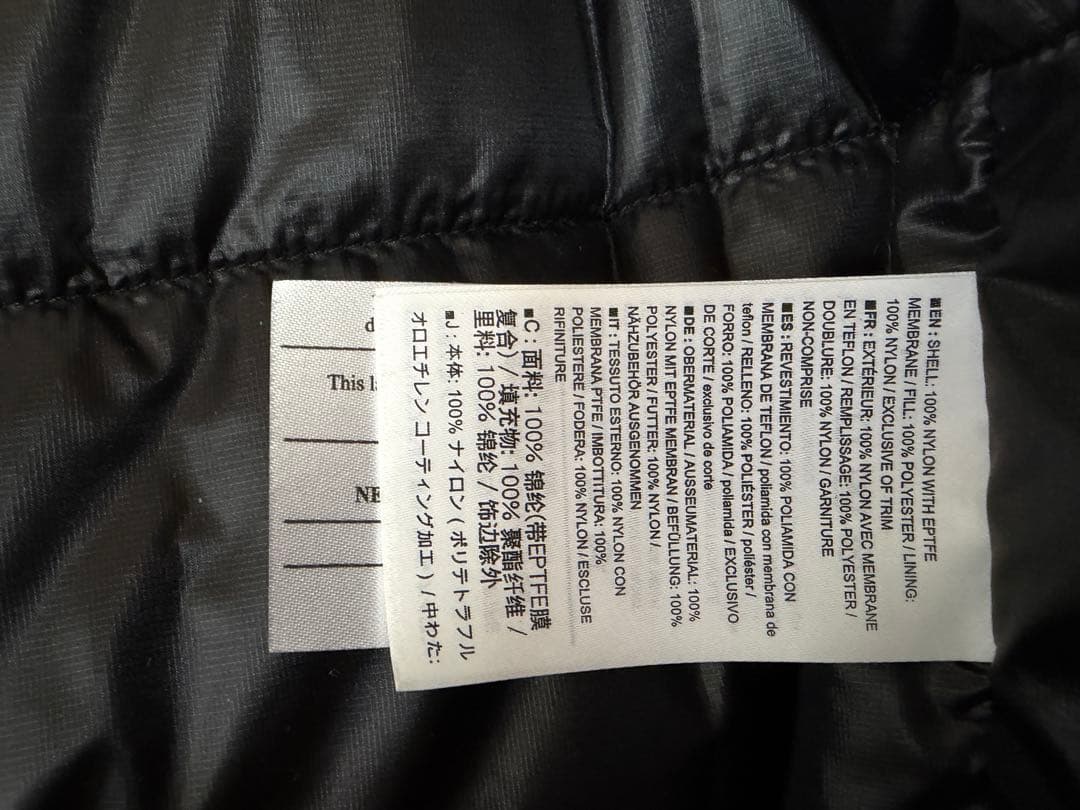 ■EN : SHELL: 100% NYLON WITH EPTFE
MEMBRANE / FILL: 100% POLYESTER / LINING:
100% NYLON / EXCLUSIVE OF TRIM
■FR : EXTÉRIEUR: 100% NYLON AVEC MEMBRANE
EN TEFLON / REMPLISSAGE: 100% POLYESTER /
DOUBLURE: 100% NYLON / GARNITURE
NON-COMPRISE
■ES : REVESTIMIENTO: 100% POLIAMIDA CON
MEMBRANA DE TEFLON / poliamida con membrana de
teflon / RELLENO: 100% POLIÉSTER / poliéster /
FORRO: 100% POLIAMIDA / poliamida / EXCLUSIVO
DE CORTE / exclusivo de corte
■DE : OBERMATERIAL / AUSSEUMATERIAL: 100%
NYLON MIT EPTFE MEMBRAN / BEFÜLLUNG: 100%
POLYESTER / FUTTER: 100% NYLON /
NÄHZUBEHÖR AUSGENOMMEN
■IT : TESSUTO ESTERNO: 100% NYLON CON
MEMBRANA PTFE / IMBOTTITURA: 100%
POLIESTERE / FODERA: 100% NYLON / ESCLUSE
RIFINITURE
■C : 面料: 100% 锦纶(带EPTFE膜
复合) / 填充物: 100% 聚酯纤维 /
里料: 100% 锦纶 / 饰边除外
■J : 本体: 100% ナイロン ( ポリテトラフル
オロエチレン コーティング加工 ) / 中わた:
This